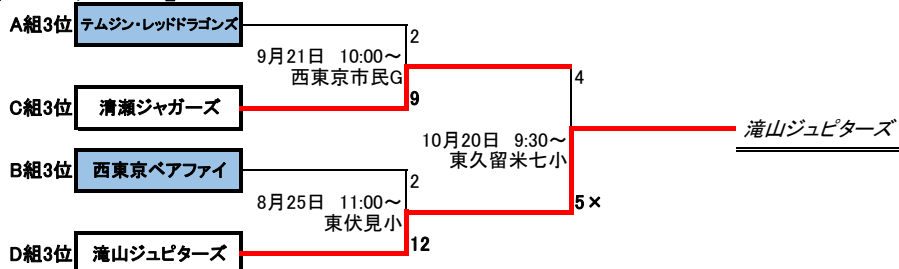 A組3位 テムジン・レッドドラゴンズ
2
9月21日 10:00~
西東京市民G
9
C組3位 清瀬ジャガーズ
4
10月20日 9:30~
東久留米七小
滝山ジュピターズ
B組3位 西東京ベアファイ
2
8月25日 11:00~
東伏見小
5×
12
D組3位 滝山ジュピターズ